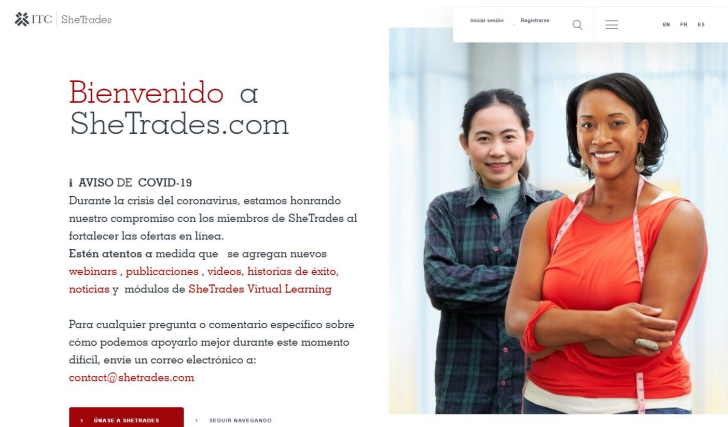 ITC SheTrades
Iniciar sesión Registrarse
EN FR ES
Bienvenido a
SheTrades.com
i AVISO DE COVID-19
Durante la crisis del coronavirus, estamos honrando
nuestro compromiso con los miembros de SheTrades al
fortalecer las ofertas en línea.
Estén atentos a medida que se agregan nuevos
webinars , publicaciones , videos, historias de éxito,
noticias y módulos de SheTrades Virtual Learning
Para cualquier pregunta o comentario específico sobre
cómo podemos apoyarlo mejor durante este momento
difícil, envíe un correo electrónico a:
contact@shetrades.com
› ÚNASE A SHETRADES
› SEGUIR NAVEGANDO